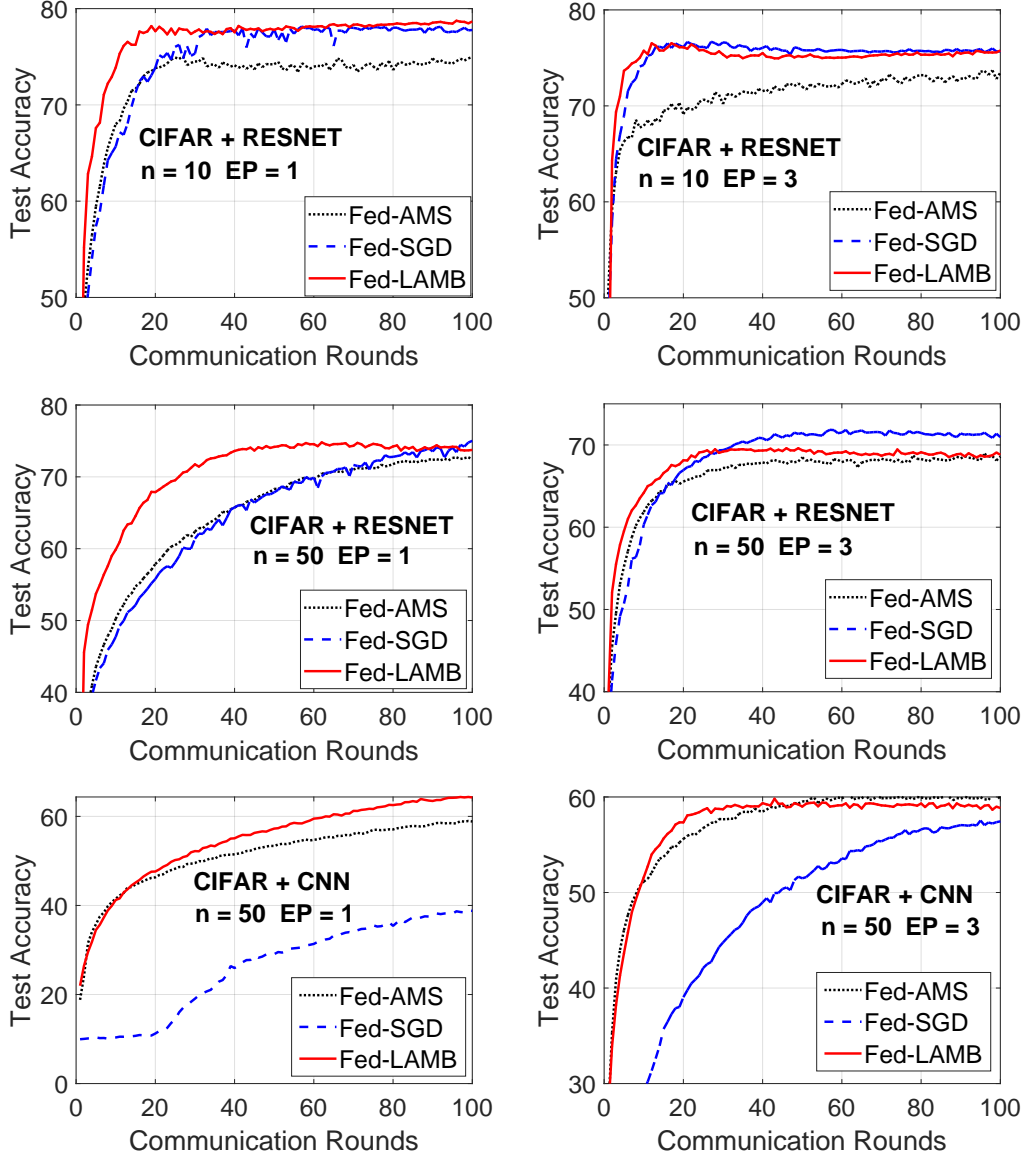 80
70
60
50
0
20
40
60
80
100
Test Accuracy
Communication Rounds
CIFAR + RESNET
n = 10 EP = 1
Fed-AMS
Fed-SGD
Fed-LAMB
80
70
60
50
0
20
40
60
80
100
Test Accuracy
Communication Rounds
CIFAR + RESNET
n = 10 EP = 3
Fed-AMS
Fed-SGD
Fed-LAMB
80
70
60
50
40
0
20
40
60
80
100
Test Accuracy
Communication Rounds
CIFAR + RESNET
n = 50 EP = 1
Fed-AMS
Fed-SGD
Fed-LAMB
70
60
50
40
0
20
40
60
80
100
Test Accuracy
Communication Rounds
CIFAR + RESNET
n = 50 EP = 3
Fed-AMS
Fed-SGD
Fed-LAMB
60
40
20
0
0
20
40
60
80
100
Test Accuracy
Communication Rounds
CIFAR + CNN
n = 50 EP = 1
Fed-AMS
Fed-SGD
Fed-LAMB
60
50
40
30
0
20
40
60
80
100
Test Accuracy
Communication Rounds
CIFAR + CNN
n = 50 EP = 3
Fed-AMS
Fed-SGD
Fed-LAMB